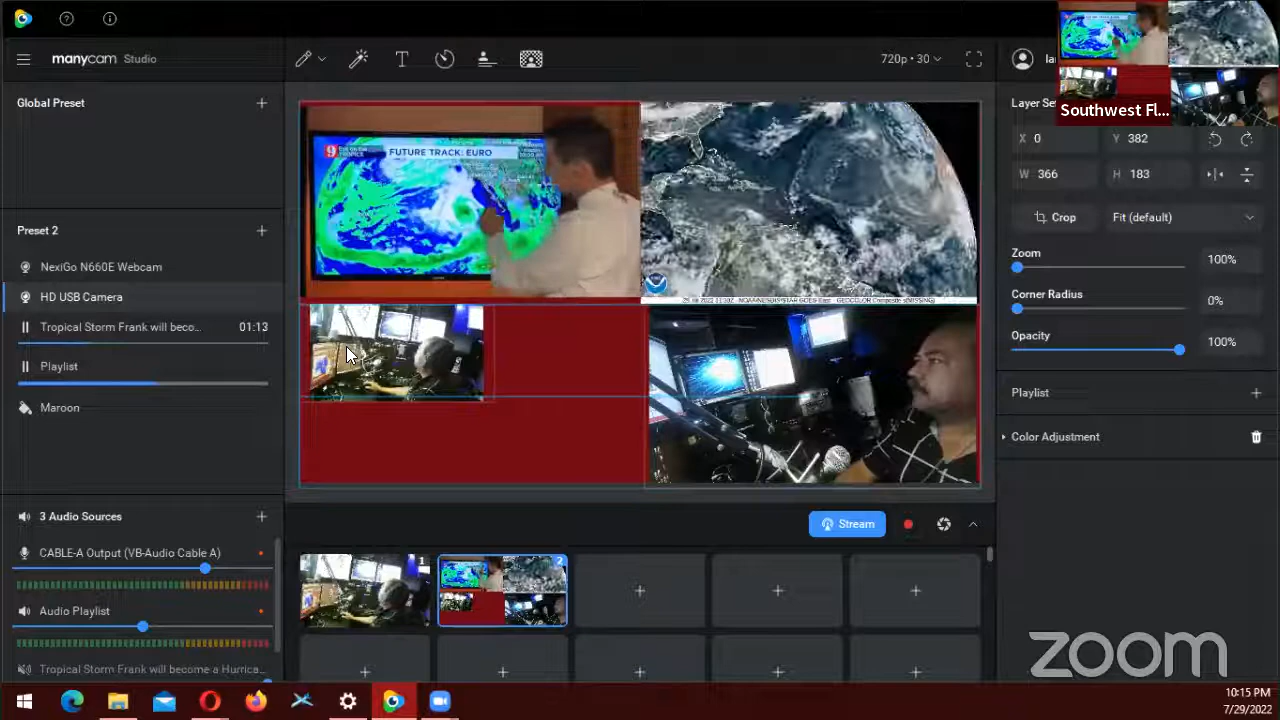 manycam Studio
720p • 30
Southwest Fl...
Global Preset
Layer Se
X 0
Y 382
W 366
H 183
Crop
Fit (default)
Zoom
100%
Corner Radius
0%
Opacity
100%
Playlist
Color Adjustment
Preset 2
NexiGo N660E Webcam
HD USB Camera
Tropical Storm Frank will beco...
01:13
Playlist
Maroon
9
FUTURE TRACK: EURO
3 Audio Sources
CABLE-A Output (VB-Audio Cable A)
Audio Playlist
Tropical Storm Frank will become a Hurrica...
Stream
1
2
zoom
10:15 PM
7/29/2022